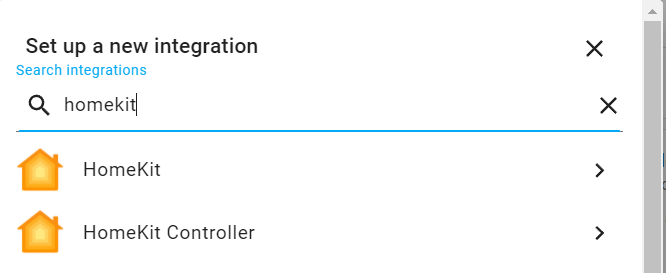 Set up a new integration
Search integrations
homekit
HomeKit
HomeKit Controller